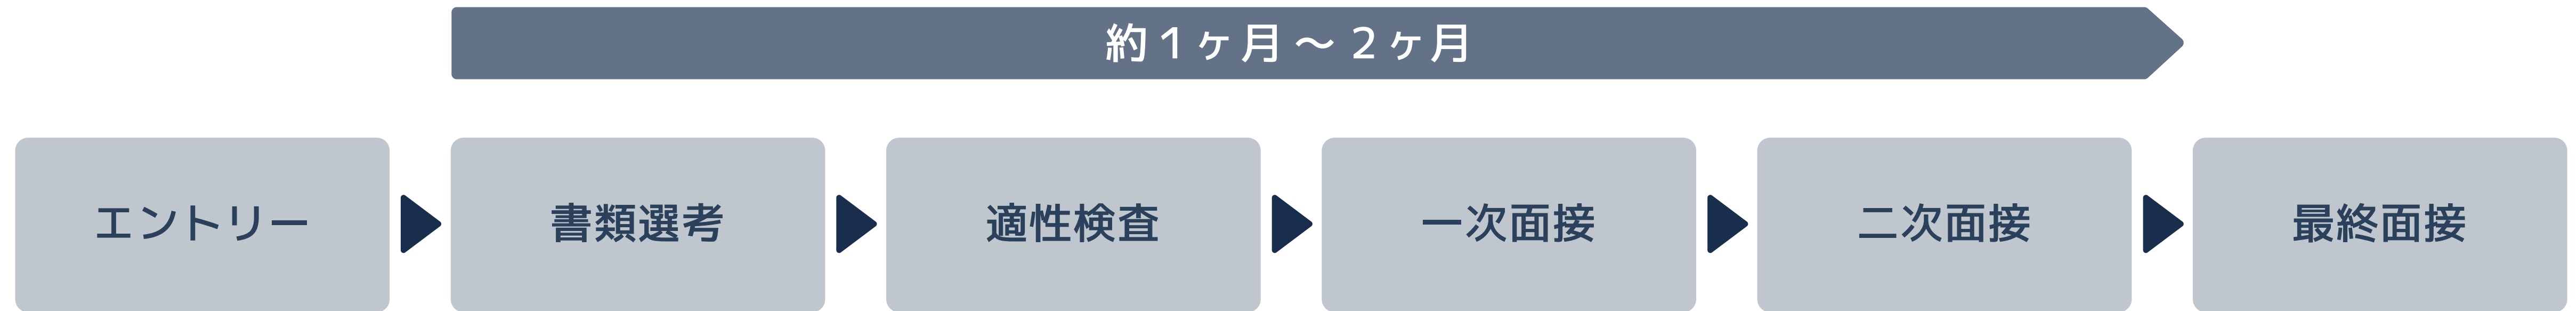 約1ヶ月～2ヶ月
エントリー
書類選考
適性検査
一次面接
二次面接
最終面接